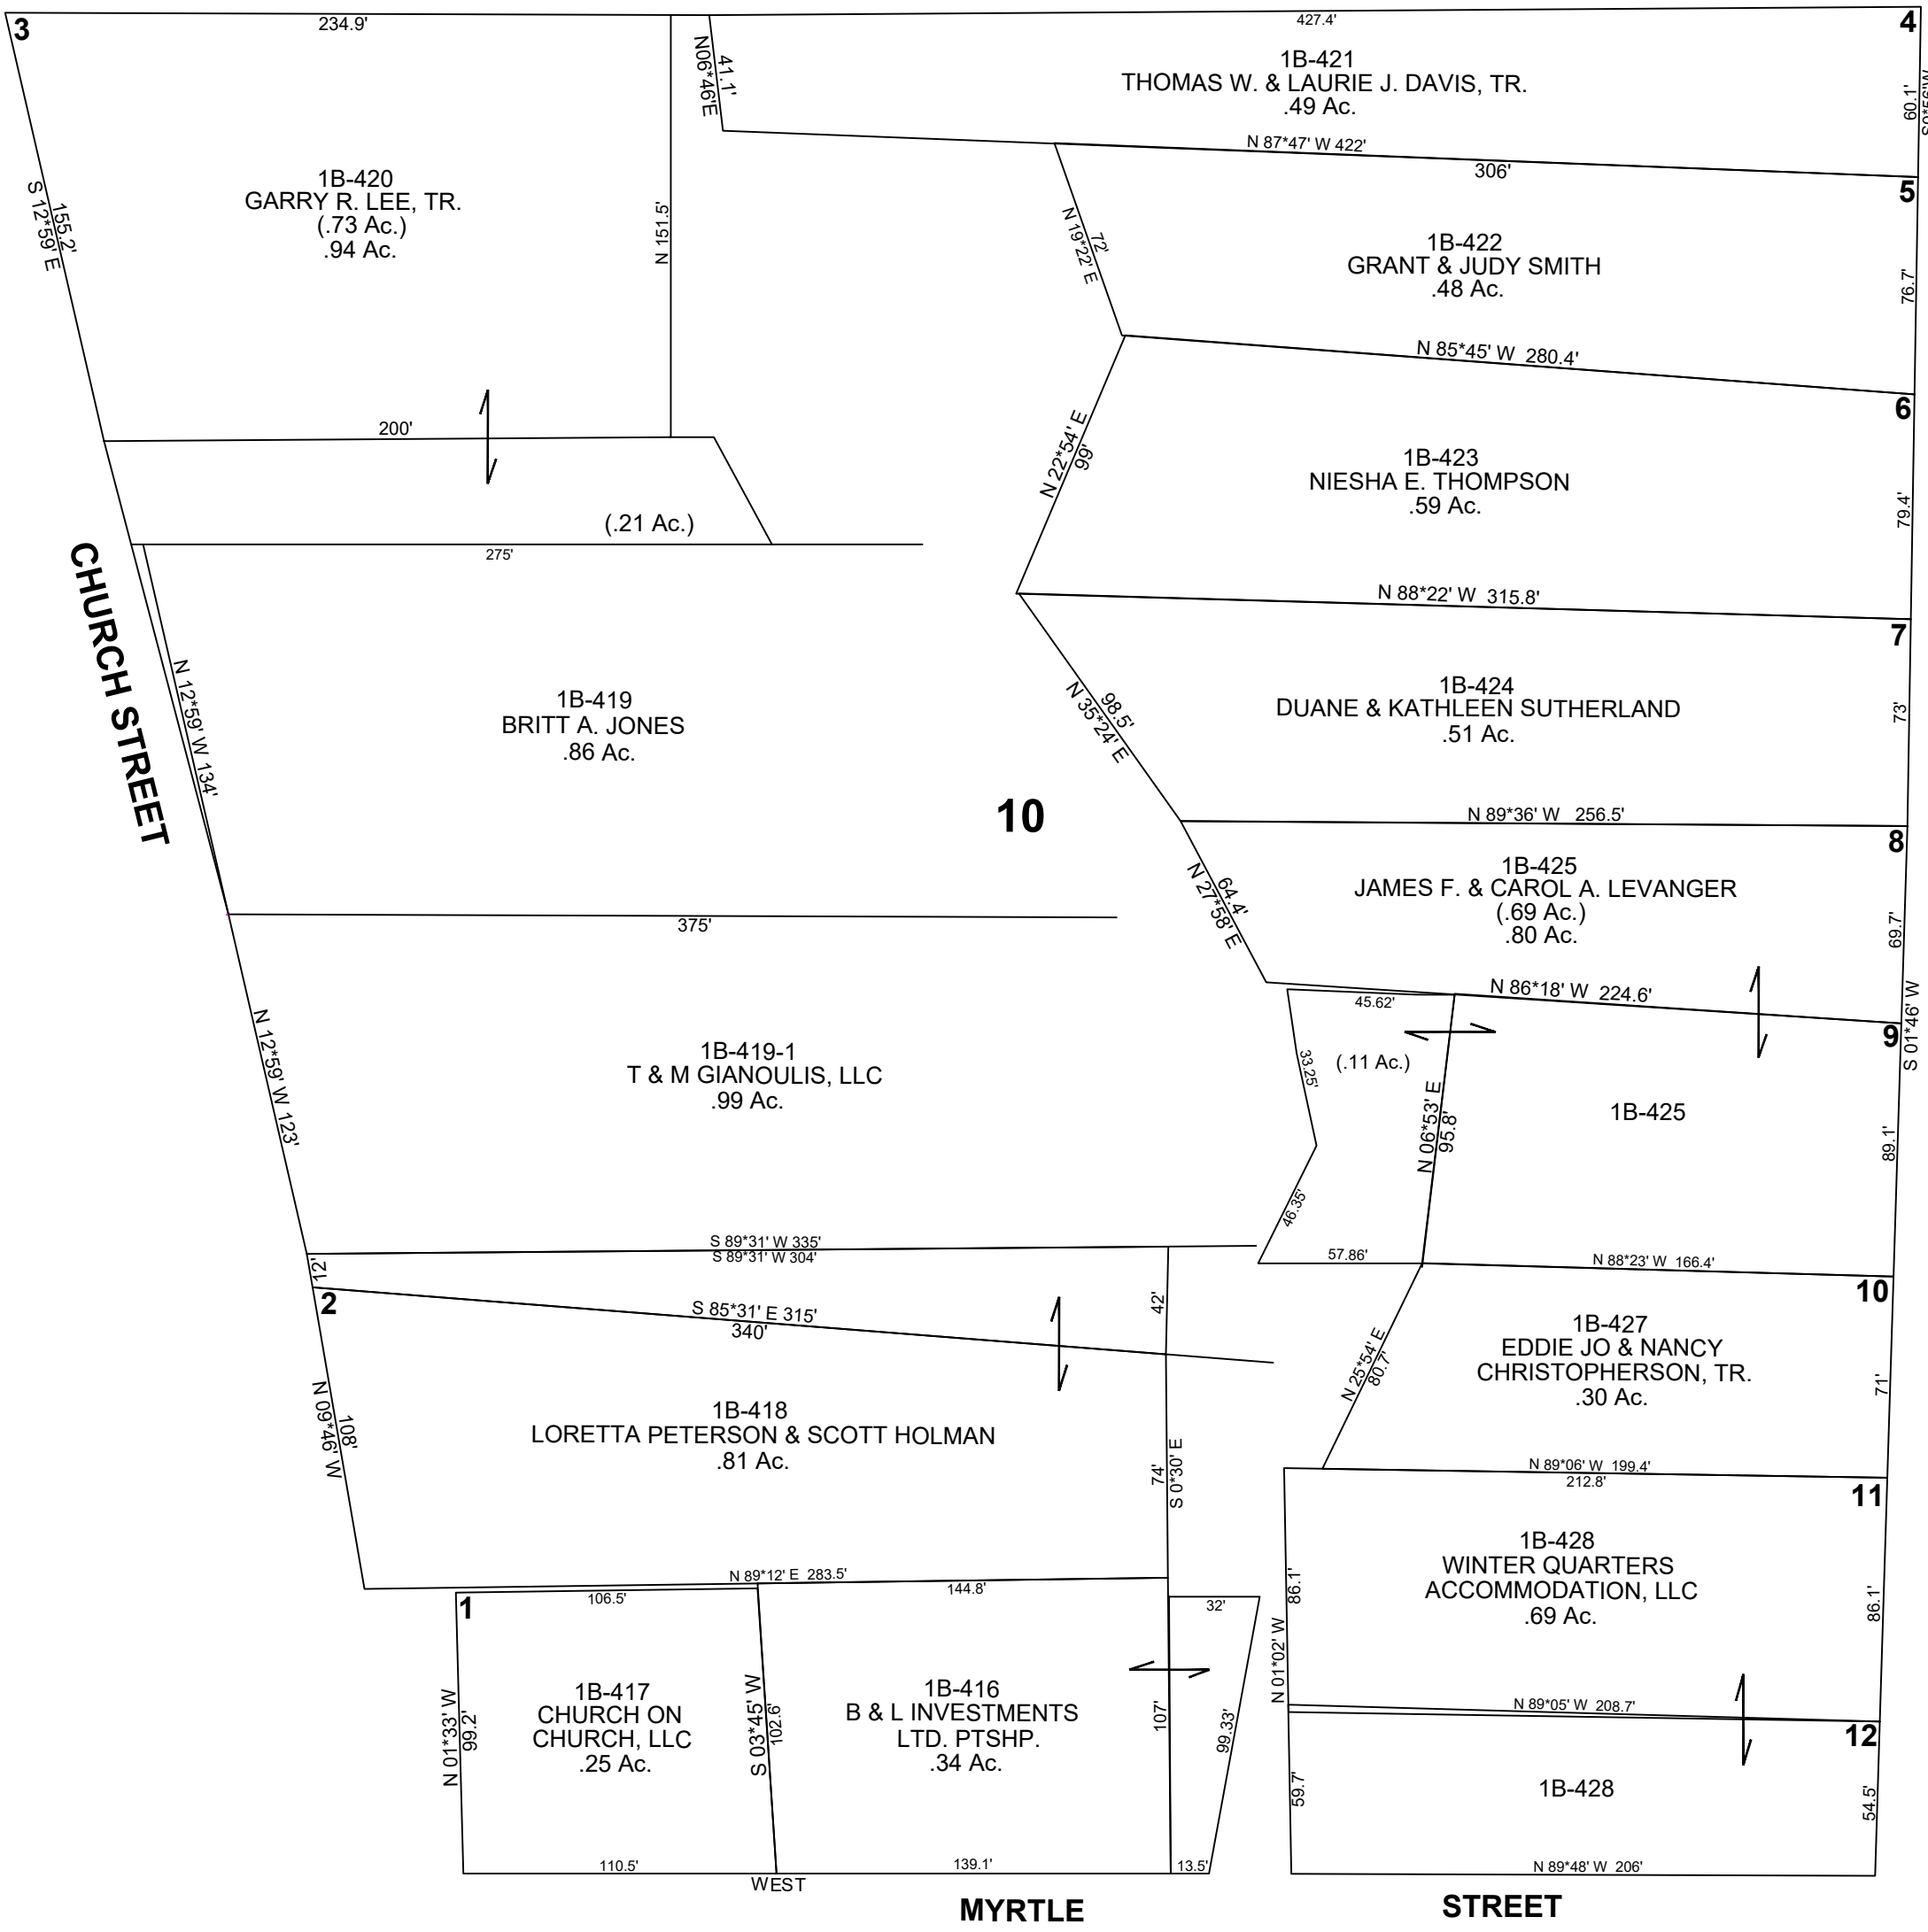 3
234.9'
427.4'
4
N06*46'E
41.1'
1B-421
THOMAS W. & LAURIE J. DAVIS, TR.
.49 Ac.
60.1'
S0*56'W
N 87*47' W 422'
306'
5
S 12*59' E
155.2'
1B-420
GARRY R. LEE, TR.
(.73 Ac.)
.94 Ac.
N 151.5'
N 19*22' E
72'
1B-422
GRANT & JUDY SMITH
.48 Ac.
76.7'
N 85*45' W 280.4'
6
200'
N 22*54' E
99'
1B-423
NIESHA E. THOMPSON
.59 Ac.
79.4'
(.21 Ac.)
275'
N 88*22' W 315.8'
7
CHURCH STREET
N 12*59' W 134'
1B-419
BRITT A. JONES
.86 Ac.
98.5'
N 35*24' E
1B-424
DUANE & KATHLEEN SUTHERLAND
.51 Ac.
73'
10
N 89*36' W 256.5'
8
64.4'
N 27*58' E
1B-425
JAMES F. & CAROL A. LEVANGER
(.69 Ac.)
.80 Ac.
69.7'
375'
N 86*18' W 224.6'
45.62'
9
S 01*46' W
N 12*59' W 123'
1B-419-1
T & M GIANOULIS, LLC
.99 Ac.
33.25'
(.11 Ac.)
N 06*53' E
95.8'
1B-425
89.1'
46.35'
57.86'
N 88*23' W 166.4'
S 89*31' W 335'
S 89*31' W 304'
12'
2
S 85*31' E 315'
340'
42'
10
N 25*54' E
80.7'
1B-427
EDDIE JO & NANCY
CHRISTOPHERSON, TR.
.30 Ac.
71'
N 09*46' W
108'
1B-418
LORETTA PETERSON & SCOTT HOLMAN
.81 Ac.
74'
S 0*30' E
N 89*06' W 199.4'
212.8'
11
N 89*12' E 283.5'
106.5'
144.8'
32'
1
86.1'
N 01*02' W
1B-428
WINTER QUARTERS
ACCOMMODATION, LLC
.69 Ac.
86.1'
N 01*33' W
99.2'
1B-417
CHURCH ON
CHURCH, LLC
.25 Ac.
S 03*45' W
102.6'
1B-416
B & L INVESTMENTS
LTD. PTSHP.
.34 Ac.
107'
99.33'
N 89*05' W 208.7'
12
59.7'
1B-428
54.5'
110.5'
139.1'
13.5'
N 89*48' W 206'
WEST
MYRTLE STREET